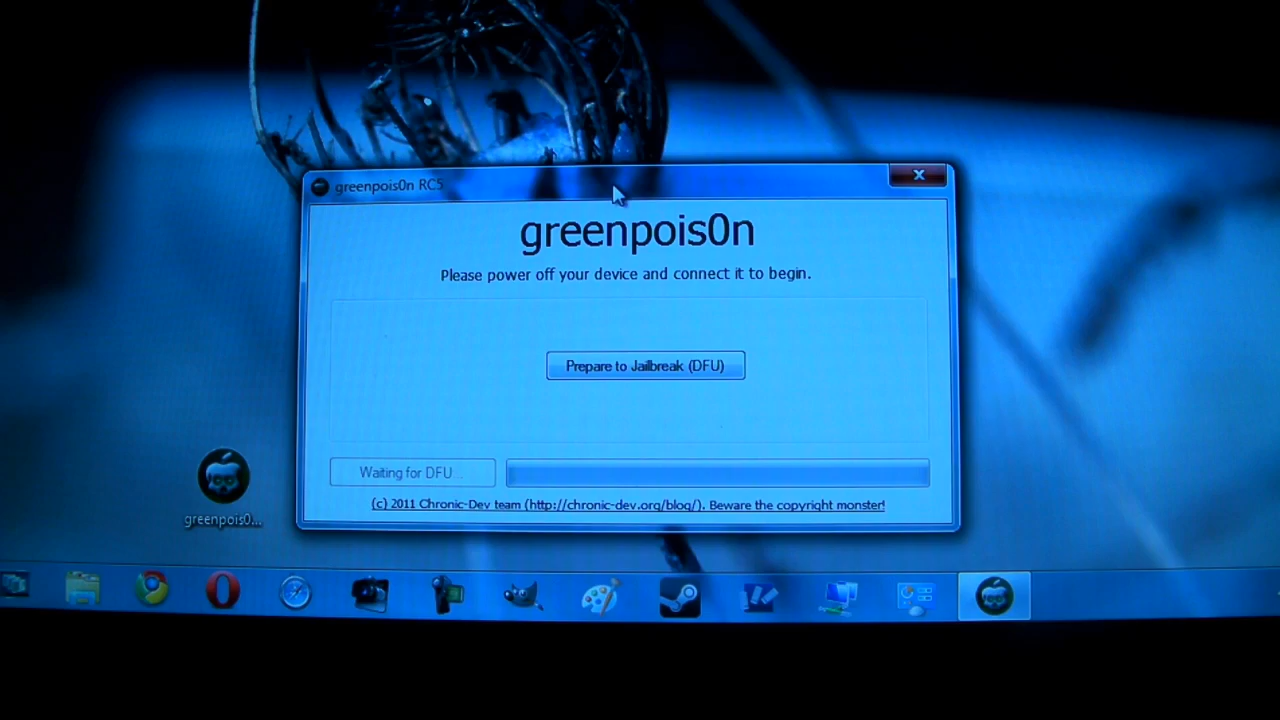 greenpois0n RC5
greenpois0n
Please power off your device and connect it to begin.
Prepare to Jailbreak (DFU)
Waiting for DFU...
(c) 2011 Chronic-Dev team (http://chronic-dev.org/blog/). Beware the copyright monster!
greenpois0...